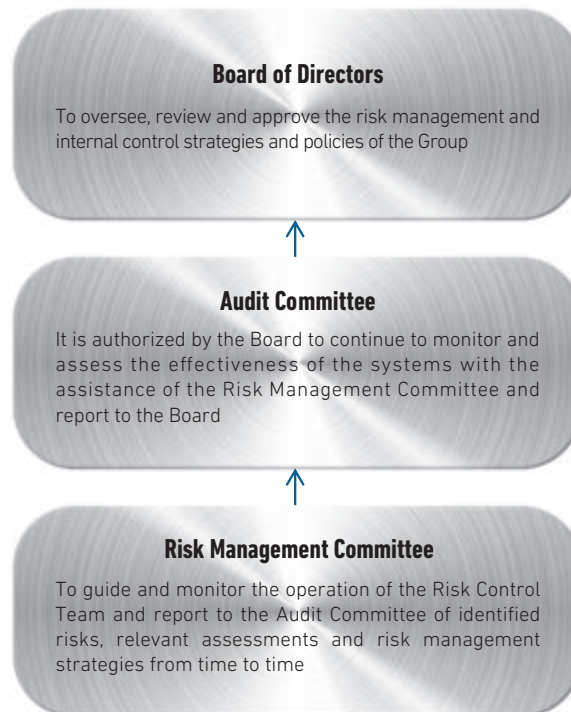 Board of Directors
To oversee, review and approve the risk management and
internal control strategies and policies of the Group
Audit Committee
It is authorized by the Board to continue to monitor and
assess the effectiveness of the systems with the
assistance of the Risk Management Committee and
report to the Board
Risk Management Committee
To guide and monitor the operation of the Risk Control
Team and report to the Audit Committee of identified
risks, relevant assessments and risk management
strategies from time to time